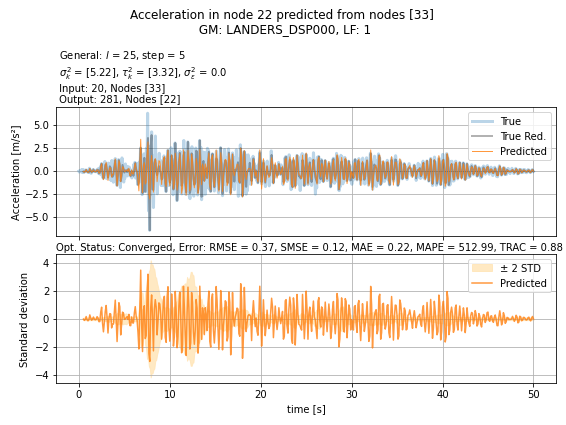 Acceleration in node 22 predicted from nodes [33]
GM: LANDERS_DSP000, LF: 1
General: l = 25, step = 5
σ²ₖ = [5.22], τ²ₖ = [3.32], σ²ε = 0.0
Input: 20, Nodes [33]
Output: 281, Nodes [22]
Acceleration [m/s²]
5.0
2.5
0.0
−2.5
−5.0
True
True Red.
Predicted
Opt. Status: Converged, Error: RMSE = 0.37, SMSE = 0.12, MAE = 0.22, MAPE = 512.99, TRAC = 0.88
Standard deviation
4
2
0
−2
−4
± 2 STD
Predicted
0 10 20 30 40 50
time [s]